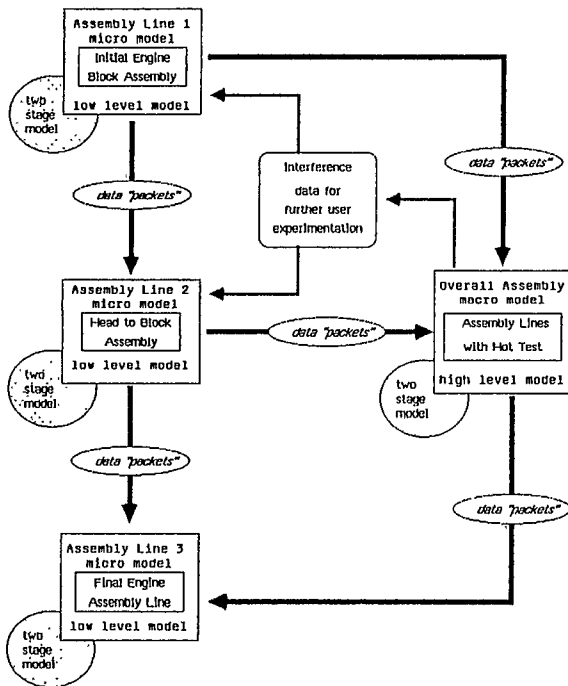 Assembly Line 1
micro model
Initial Engine
Block Assembly
low level model
two
stage
model
data "packets"
data "packets"
Interference
data for
further user
experimentation
Assembly Line 2
micro model
Head to Block
Assembly
low level model
two
stage
model
data "packets"
Overall Assembly
macro model
Assembly Lines
with Hot Test
high level model
two
stage
model
data "packets"
data "packets"
Assembly Line 3
micro model
Final Engine
Assembly Line
low level model
two
stage
model